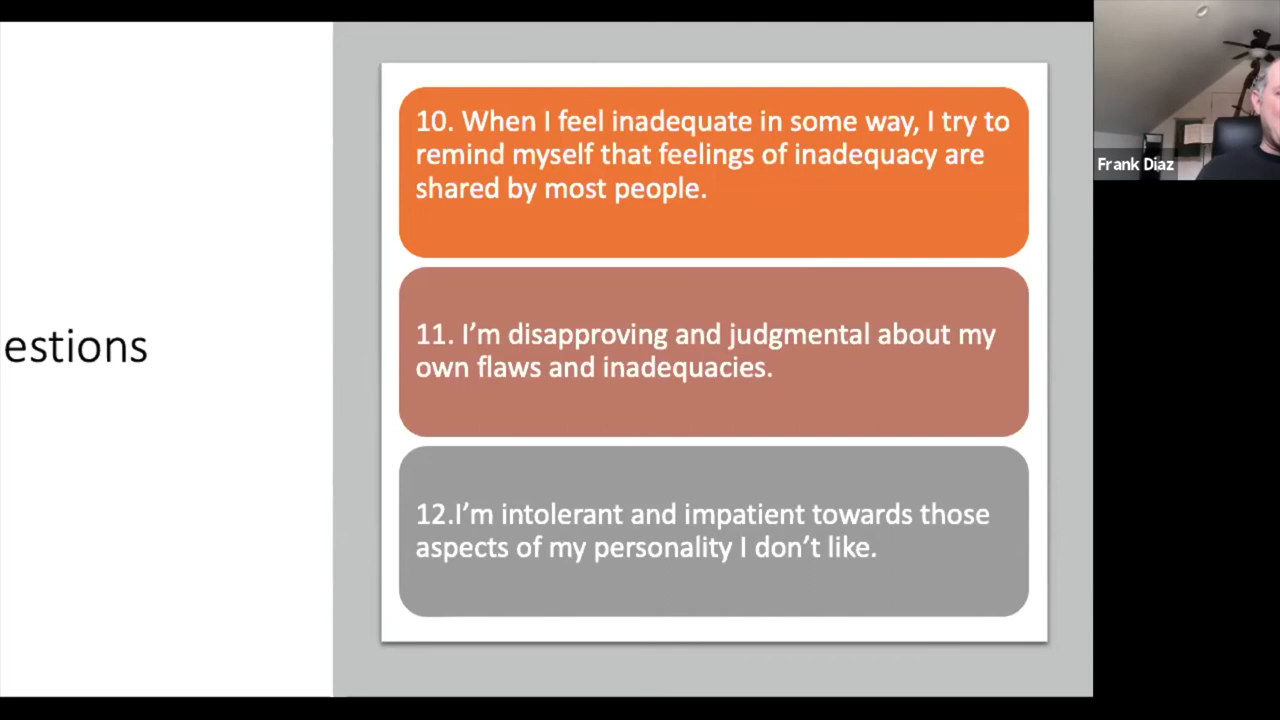 estions
10. When I feel inadequate in some way, I try to
remind myself that feelings of inadequacy are
shared by most people.
11. I’m disapproving and judgmental about my
own flaws and inadequacies.
12.I’m intolerant and impatient towards those
aspects of my personality I don’t like.
Frank Diaz